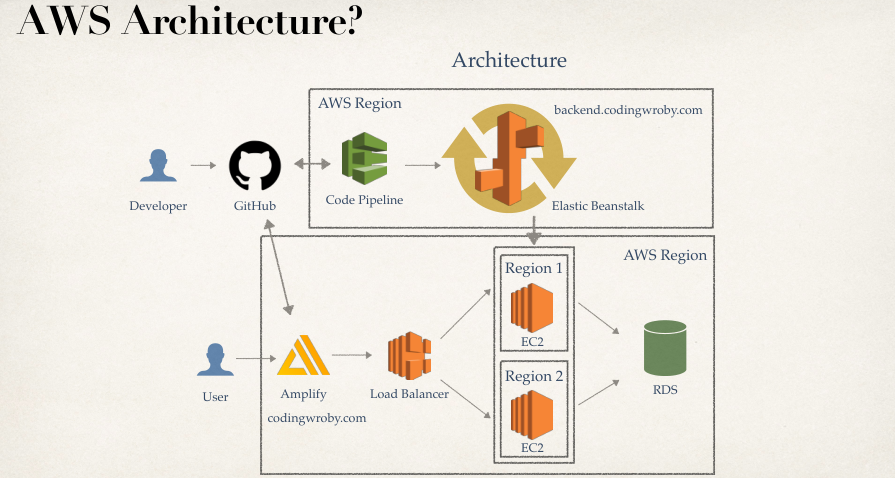 AWS Architecture?
Architecture
AWS Region
backend.codingwroby.com
Developer
GitHub
Code Pipeline
Elastic Beanstalk
AWS Region
Region 1
EC2
Region 2
EC2
User
Amplify
Load Balancer
RDS
codingwroby.com